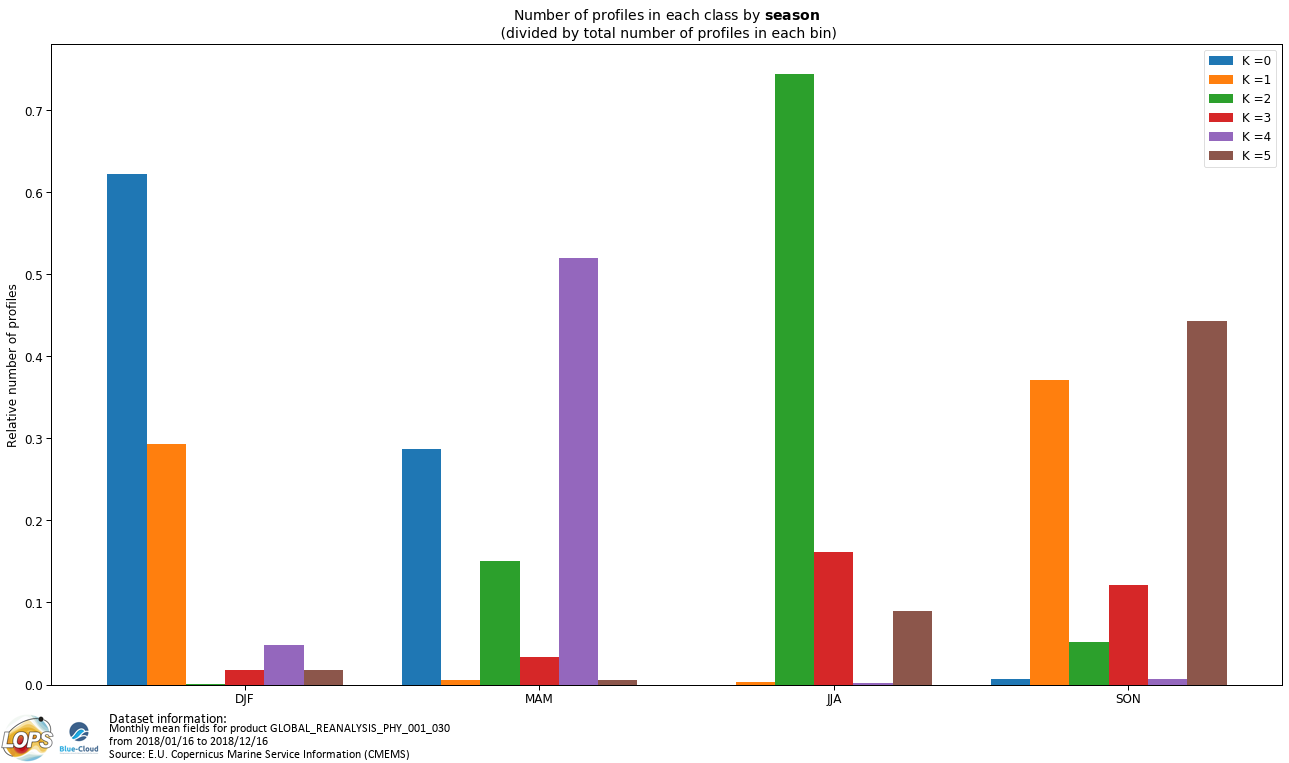 Number of profiles in each class by season
(divided by total number of profiles in each bin)
K =0
K =1
K =2
K =3
K =4
K =5
Relative number of profiles
0.7
0.6
0.5
0.4
0.3
0.2
0.1
0.0
DJF
MAM
JJA
SON
LOPS
Blue-Cloud
Dataset information:
Monthly mean fields for product GLOBAL_REANALYSIS_PHY_001_030
from 2018/01/16 to 2018/12/16
Source: E.U. Copernicus Marine Service Information (CMEMS)